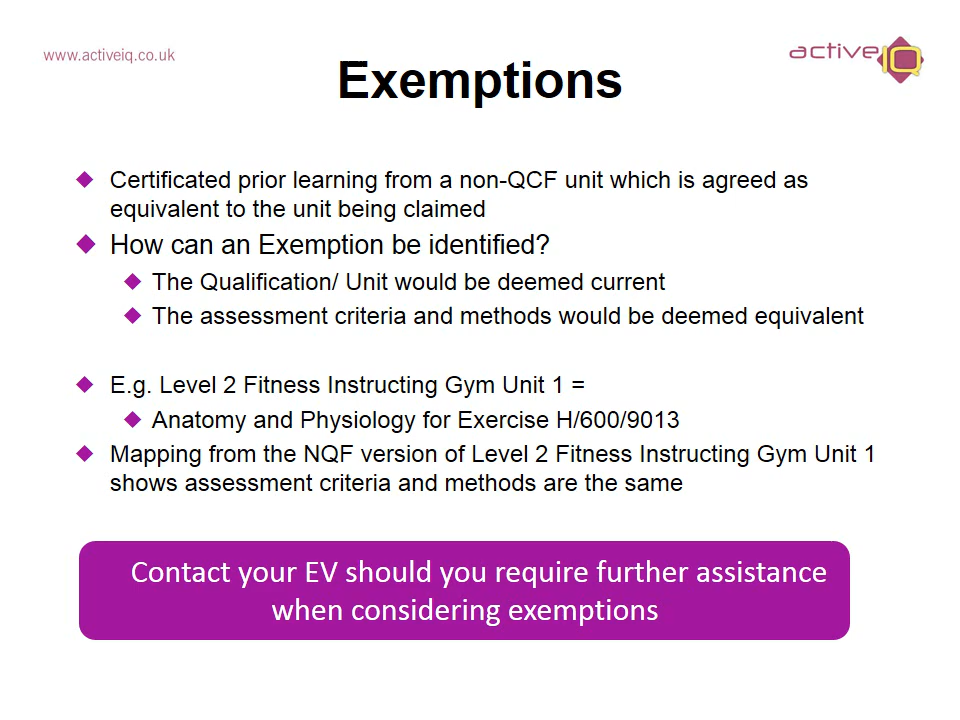 www.activeiq.co.uk
active IQ
Exemptions
Certificated prior learning from a non-QCF unit which is agreed as
equivalent to the unit being claimed
How can an Exemption be identified?
The Qualification/ Unit would be deemed current
The assessment criteria and methods would be deemed equivalent
E.g. Level 2 Fitness Instructing Gym Unit 1 =
Anatomy and Physiology for Exercise H/600/9013
Mapping from the NQF version of Level 2 Fitness Instructing Gym Unit 1
shows assessment criteria and methods are the same
Contact your EV should you require further assistance
when considering exemptions